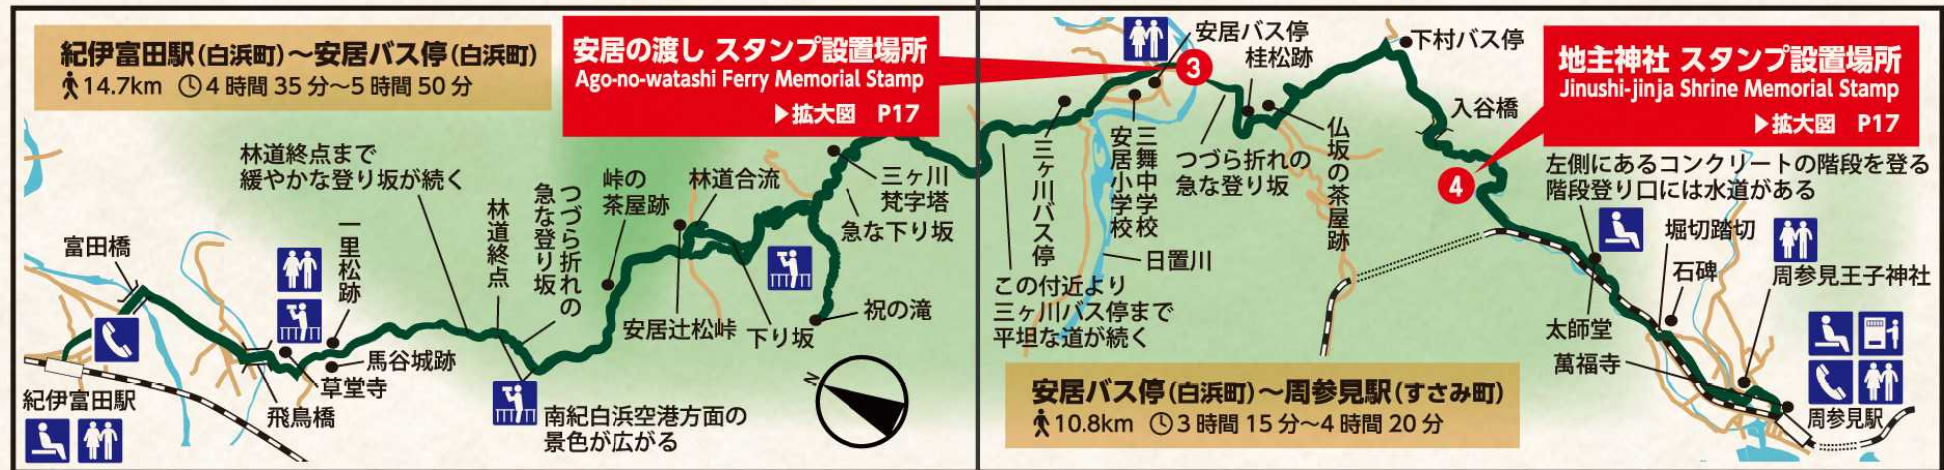 紀伊富田駅(白浜町)～安居バス停(白浜町)
14.7km 4時間35分～5時間50分
安居の渡し スタンプ設置場所
Ago-no-watashi Ferry Memorial Stamp
▶拡大図 P17
林道終点まで
緩やかな登り坂が続く
富田橋
一里松跡
林道終点
つづら折れの
急な登り坂
峠の
茶屋跡
林道合流
三ヶ川
梵字塔
急な下り坂
安居辻松峠
下り坂
祝の滝
馬谷城跡
草堂寺
飛鳥橋
紀伊富田駅
南紀白浜空港方面の
景色が広がる
N
安居バス停
3
桂松跡
下村バス停
地主神社 スタンプ設置場所
Jinushi-jinja Shrine Memorial Stamp
▶拡大図 P17
入谷橋
三ヶ川バス停
三舞中学校
安居小学校
つづら折れの
急な登り坂
仏坂の茶屋跡
4
左側にあるコンクリートの階段を登る
階段登り口には水道がある
日置川
この付近より
三ヶ川バス停まで
平坦な道が続く
堀切踏切
石碑
周参見王子神社
太師堂
萬福寺
周参見駅
安居バス停(白浜町)～周参見駅(すさみ町)
10.8km 3時間15分～4時間20分